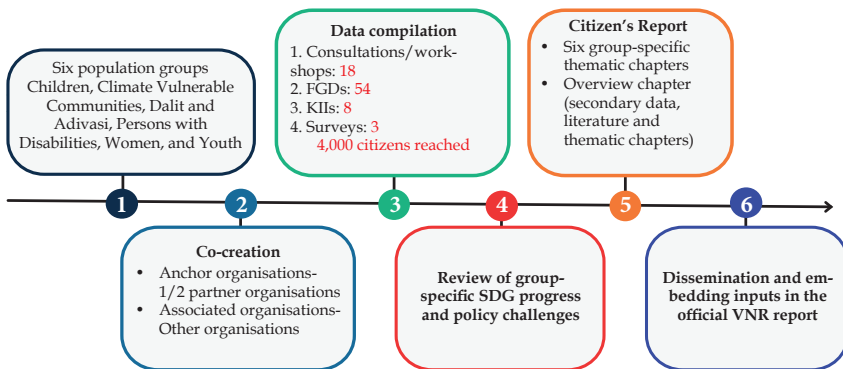 Six population groups
Children, Climate Vulnerable
Communities, Dalit and
Adivasi, Persons with
Disabilities, Women, and Youth
1
2
Co-creation
• Anchor organisations-
1/2 partner organisations
• Associated organisations-
Other organisations
Data compilation
1. Consultations/work-
shops: 18
2. FGDs: 54
3. KIIs: 8
4. Surveys: 3
4,000 citizens reached
3
4
Review of group-
specific SDG progress
and policy challenges
Citizen’s Report
• Six group-specific
thematic chapters
• Overview chapter
(secondary data,
literature and
thematic chapters)
5
6
Dissemination and em-
bedding inputs in the
official VNR report